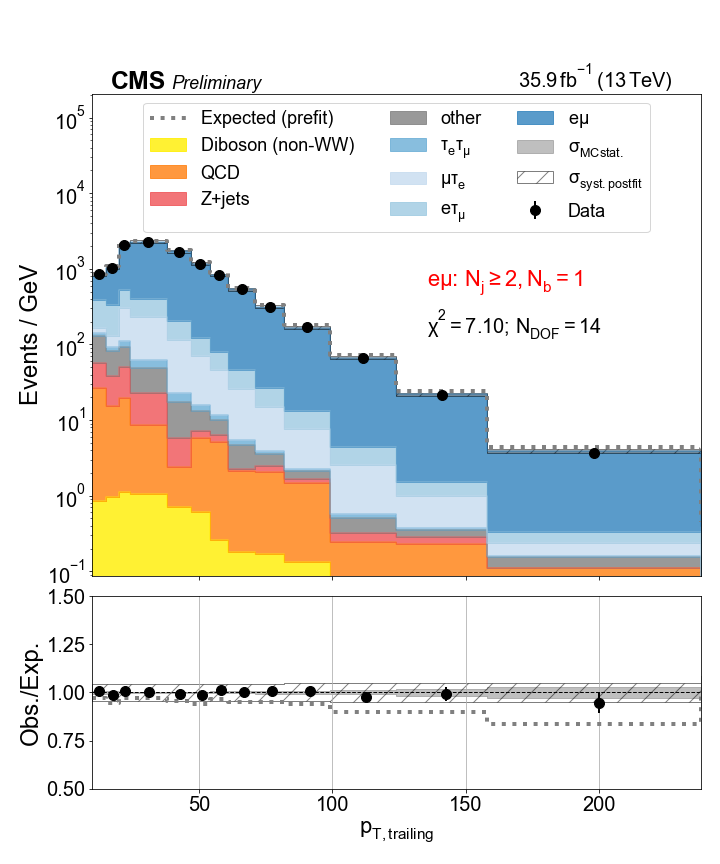 CMS Preliminary 35.9 fb⁻¹ (13 TeV)
Expected (prefit)
Diboson (non-WW)
QCD
Z+jets
other
τₑτ_μ
μτₑ
eτ_μ
eμ
σ_MC stat.
σ_syst. postfit
Data
eμ: N_j ≥ 2, N_b = 1
χ² = 7.10; N_DOF = 14
Events / GeV
10⁵
10⁴
10³
10²
10¹
10⁰
10⁻¹
Obs./Exp.
1.50
1.25
1.00
0.75
0.50
50 100 150 200
p_T, trailing